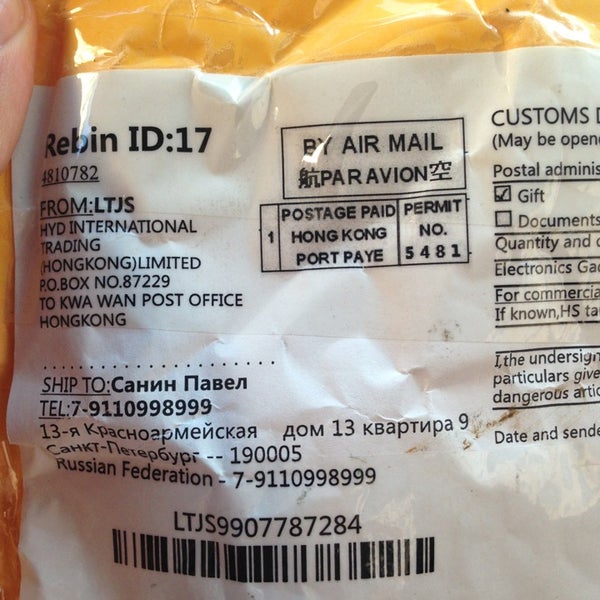 Rebin ID:17
4810782
FROM:LTJS
HYD INTERNATIONAL
TRADING
(HONGKONG)LIMITED
P.O.BOX NO.87229
TO KWA WAN POST OFFICE
HONGKONG
BY AIR MAIL
航PAR AVION空
1
POSTAGE PAID
HONG KONG
PORT PAYE
PERMIT
NO.
5481
CUSTOMS
(May be open
Postal adminis
☑ Gift
☐ Documents
Quantity and
Electronics Ga
For commercia
If known,HS ta
I,the undersign
particulars give
dangerous artic
Date and sende
SHIP TO:Санин Павел
TEL:7-9110998999
13-я Красноармейская дом 13 квартира 9
Санкт-Петербург -- 190005
Russian Federation - 7-9110998999
LTJS9907787284